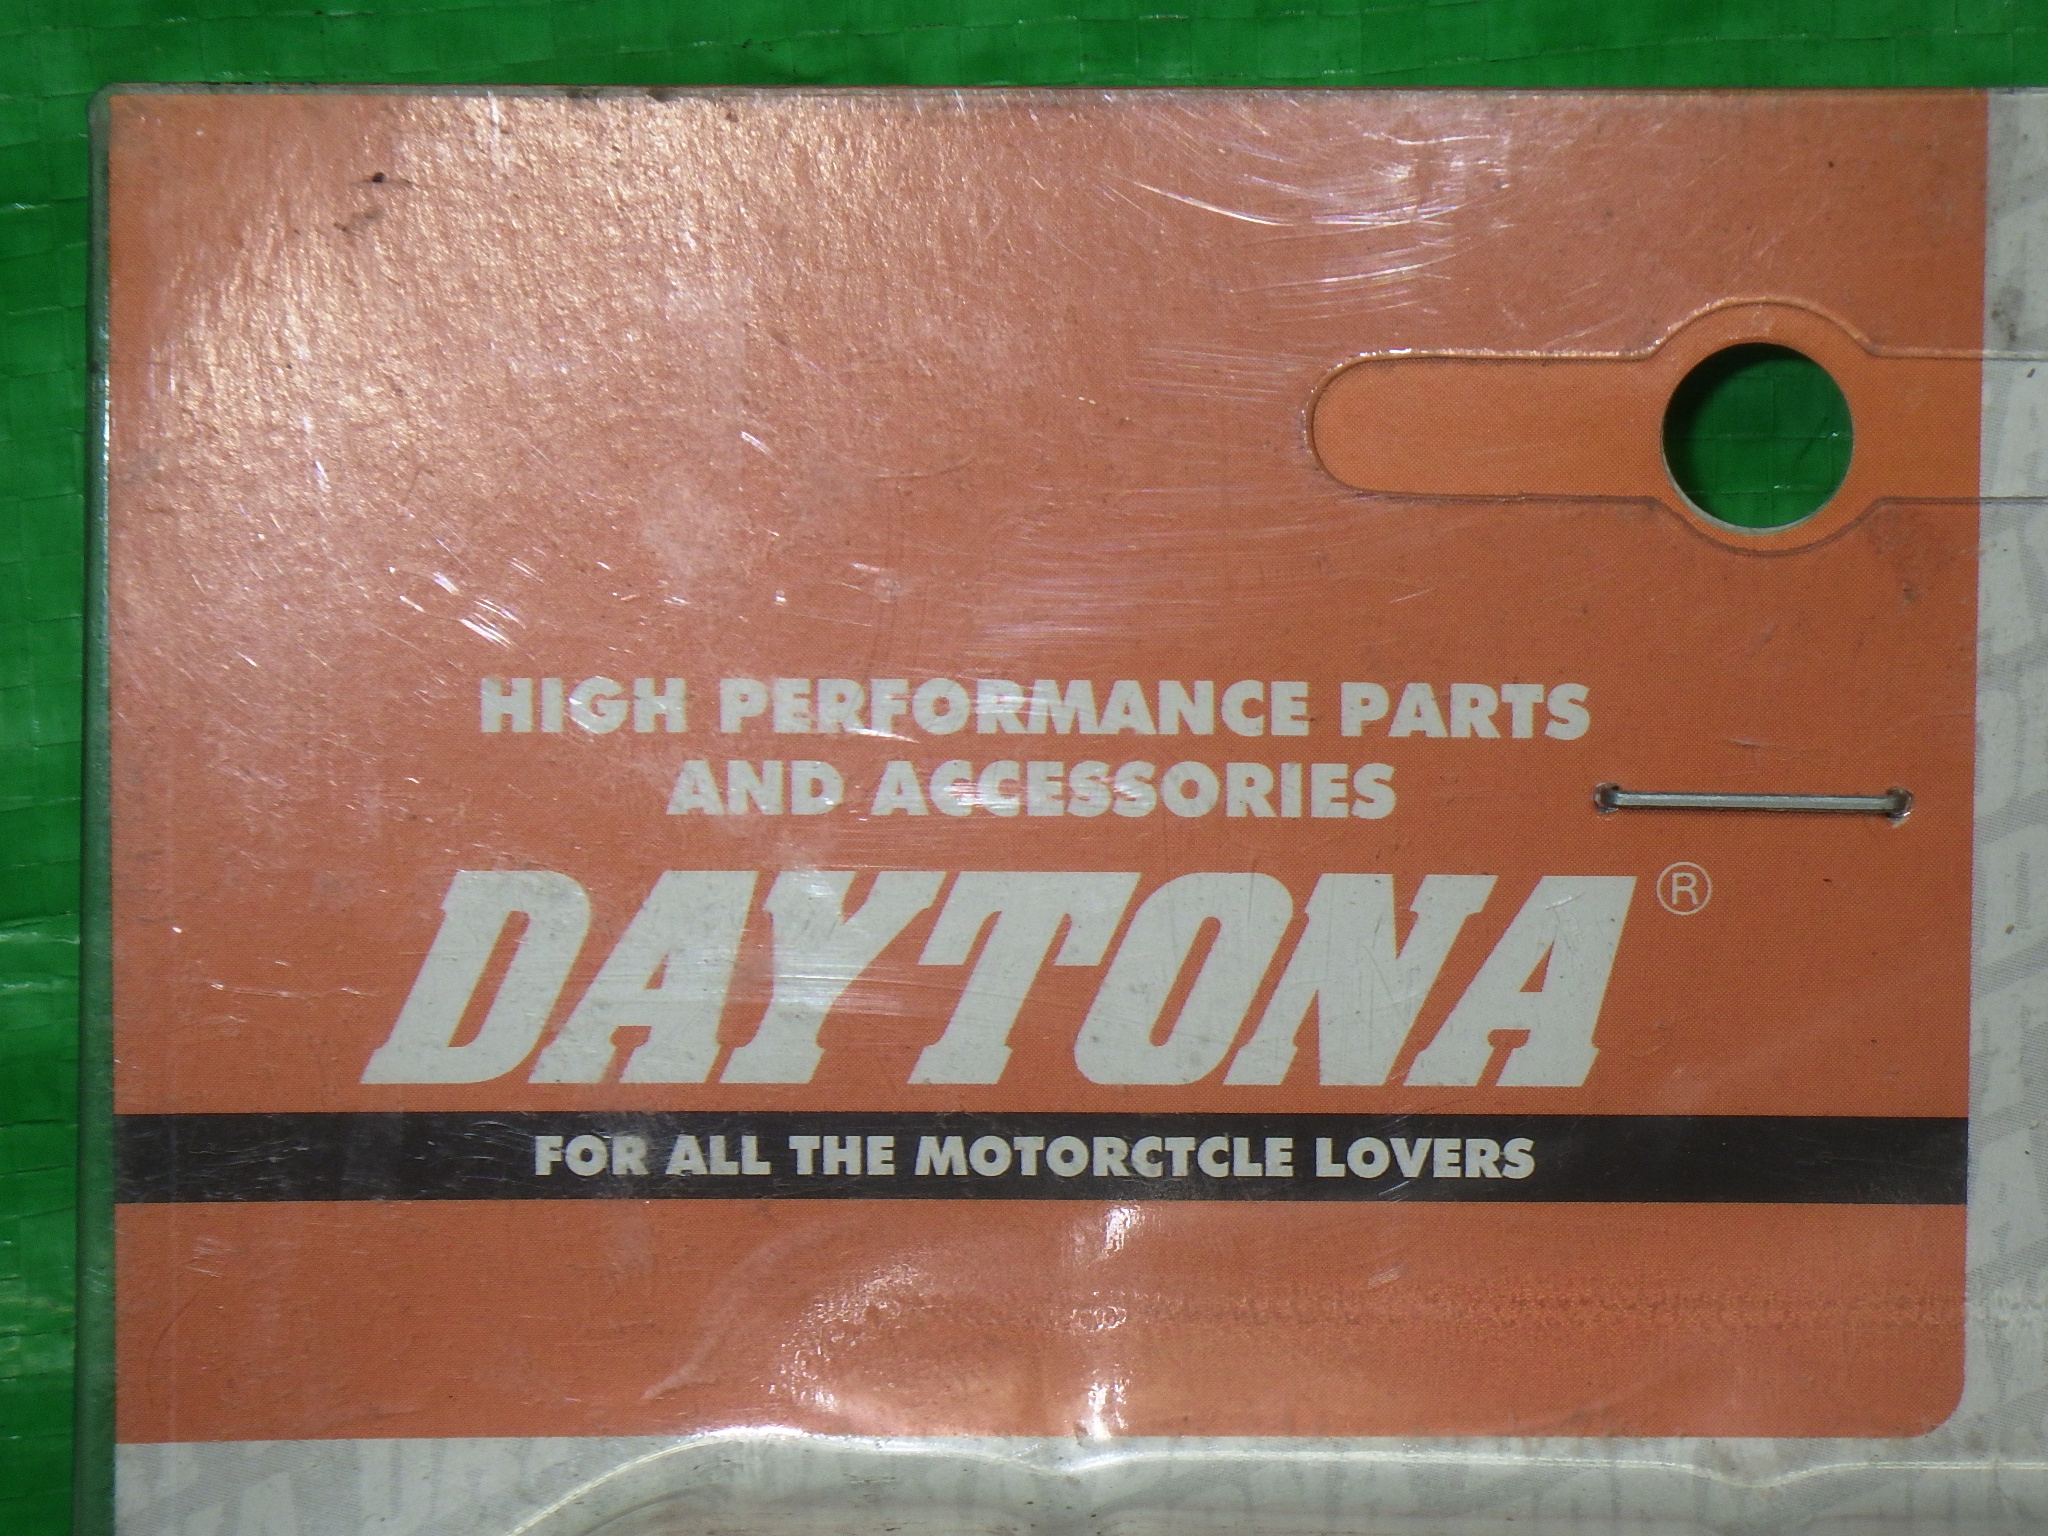 HIGH PERFORMANCE PARTS
AND ACCESSORIES
DAYTONA®
FOR ALL THE MOTORCTCLE LOVERS